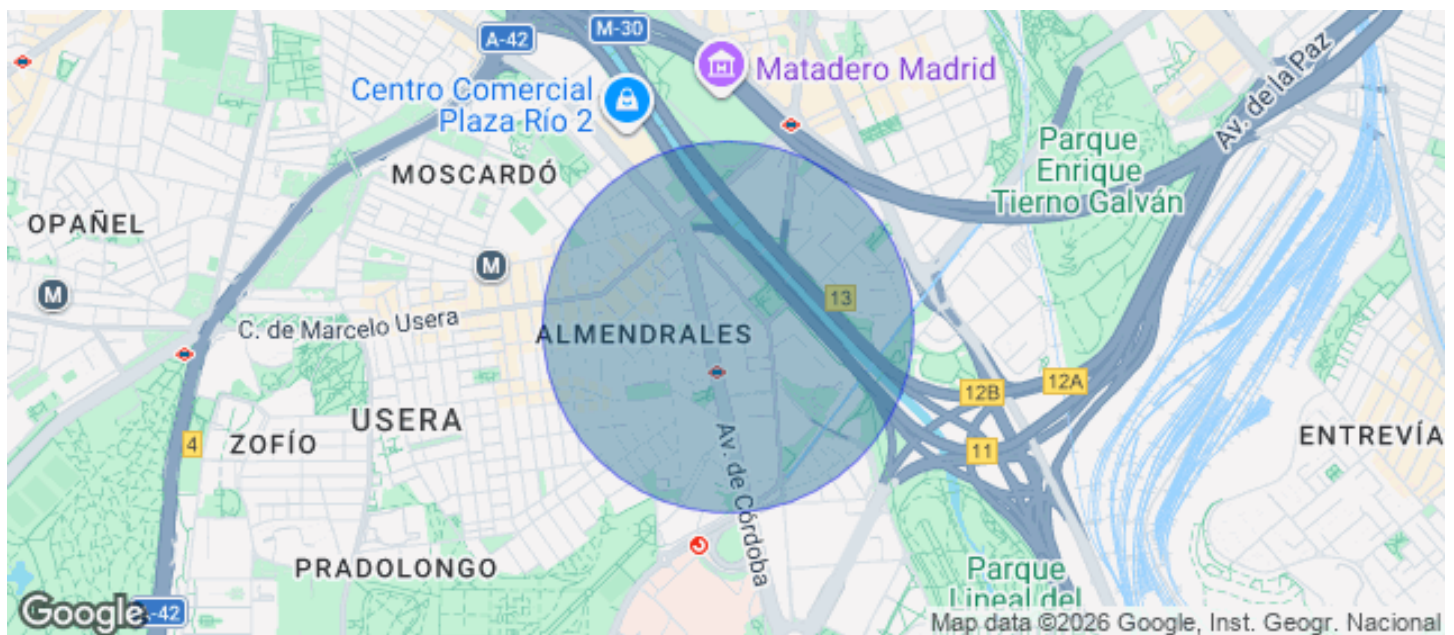 A-42
M-30
Centro Comercial
Plaza Río 2
Matadero Madrid
Av. de la Paz
Parque
Enrique
Tierno Galván
MOSCARDÓ
OPAÑEL
M
M
13
C. de Marcelo Usera
ALMENDRALES
12B
12A
USERA
4
ZOFÍO
11
ENTREVÍA
Av. de Córdoba
PRADOLONGO
Parque
Lineal del
Google
A-42
Map data ©2026 Google, Inst. Geogr. Nacional